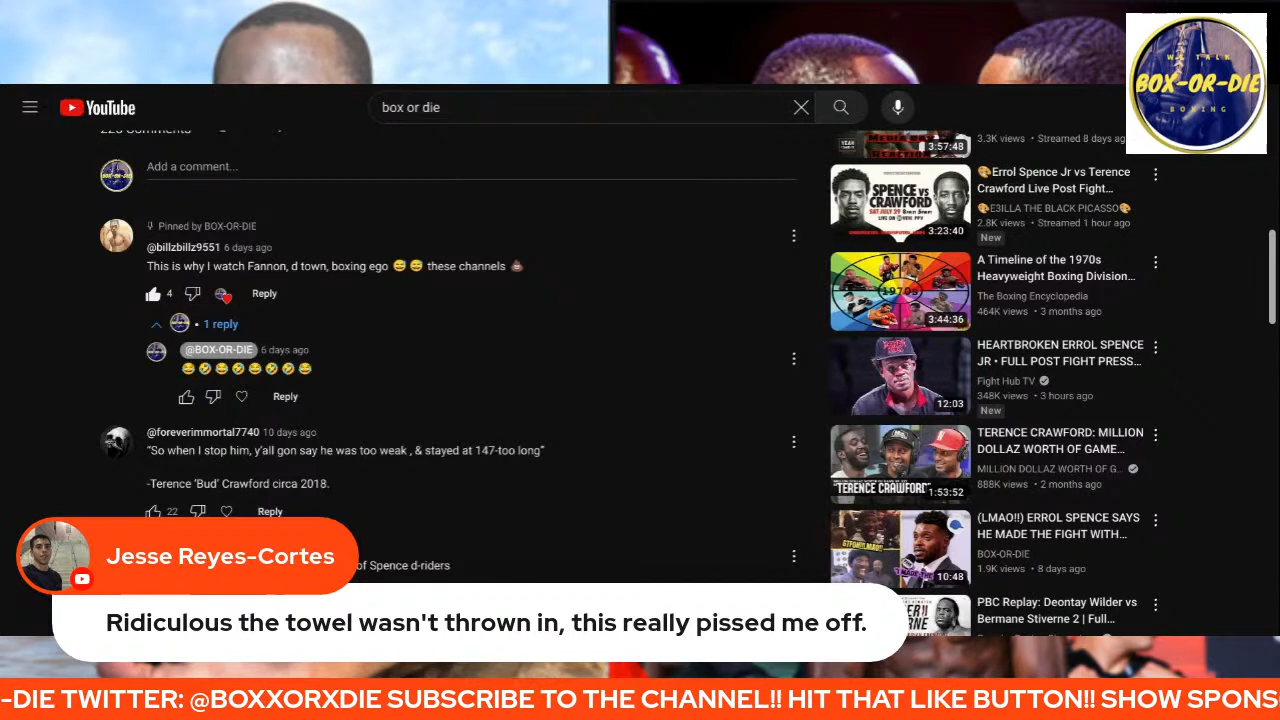 YouTube
box or die
WE TALK
BOX-OR-DIE
BOXING
Comments
Add a comment...
Pinned by BOX-OR-DIE
@billzbillz9551 6 days ago
This is why I watch Fannon, d town, boxing ego 😅 😅 these channels 💩
4
Reply
• 1 reply
@BOX-OR-DIE 6 days ago
😂🤣😂🤣😂🤣🤣😂
Reply
@foreverimmortal7740 10 days ago
“So when I stop him, y’all gon say he was too weak , & stayed at 147-too long”
-Terence ‘Bud’ Crawford circa 2018.
22
Reply
of Spence d-riders
MEDIA DAY
REACTION
3:57:48
3.3K views • Streamed 8 days
SPENCE
VS
CRAWFORD
SAT JULY 29
3:23:40
🎨Errol Spence Jr vs Terence
Crawford Live Post Fight...
🎨E3ILLA THE BLACK PICASSO🎨
2.8K views • Streamed 1 hour ago
New
1970s
3:44:36
A Timeline of the 1970s
Heavyweight Boxing Division...
The Boxing Encyclopedia
464K views • 3 months ago
12:03
HEARTBROKEN ERROL SPENCE
JR • FULL POST FIGHT PRESS...
Fight Hub TV
348K views • 3 hours ago
New
"TERENCE CRAWFORD"
1:53:52
TERENCE CRAWFORD: MILLION
DOLLAZ WORTH OF GAME...
MILLION DOLLAZ WORTH OF G...
888K views • 2 months ago
10:48
(LMAO!!) ERROL SPENCE SAYS
HE MADE THE FIGHT WITH...
BOX-OR-DIE
1.9K views • 8 days ago
PBC Replay: Deontay Wilder vs
Bermane Stiverne 2 | Full...
Jesse Reyes-Cortes
Ridiculous the towel wasn't thrown in, this really pissed me off.
-DIE TWITTER: @BOXXORXDIE SUBSCRIBE TO THE CHANNEL!! HIT THAT LIKE BUTTON!! SHOW SPONS